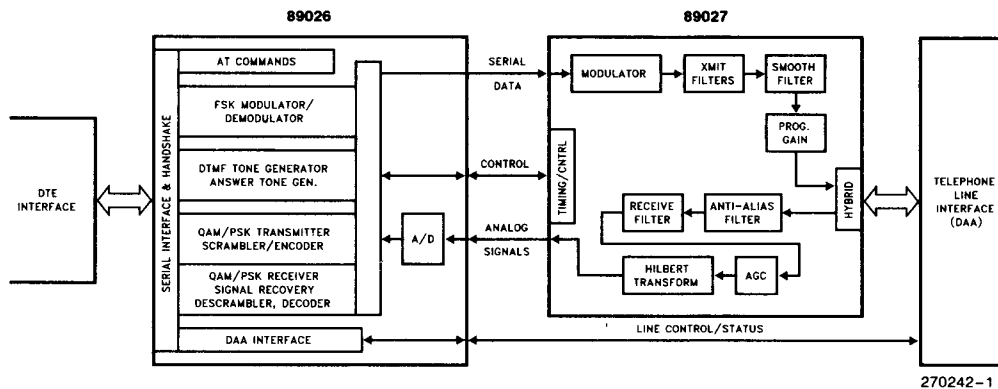 89026
89027
DTE
INTERFACE
SERIAL INTERFACE & HANDSHAKE
AT COMMANDS
FSK MODULATOR/
DEMODULATOR
DTMF TONE GENERATOR
ANSWER TONE GEN.
QAM/PSK TRANSMITTER
SCRAMBLER/ENCODER
QAM/PSK RECEIVER
SIGNAL RECOVERY
DESCRAMBLER, DECODER
DAA INTERFACE
A/D
SERIAL
DATA
CONTROL
ANALOG
SIGNALS
TIMING/CNTRL
MODULATOR
XMIT
FILTERS
SMOOTH
FILTER
PROG.
GAIN
HYBRID
RECEIVE
FILTER
ANTI-ALIAS
FILTER
HILBERT
TRANSFORM
AGC
LINE CONTROL/STATUS
TELEPHONE
LINE
INTERFACE
(DAA)
270242-1